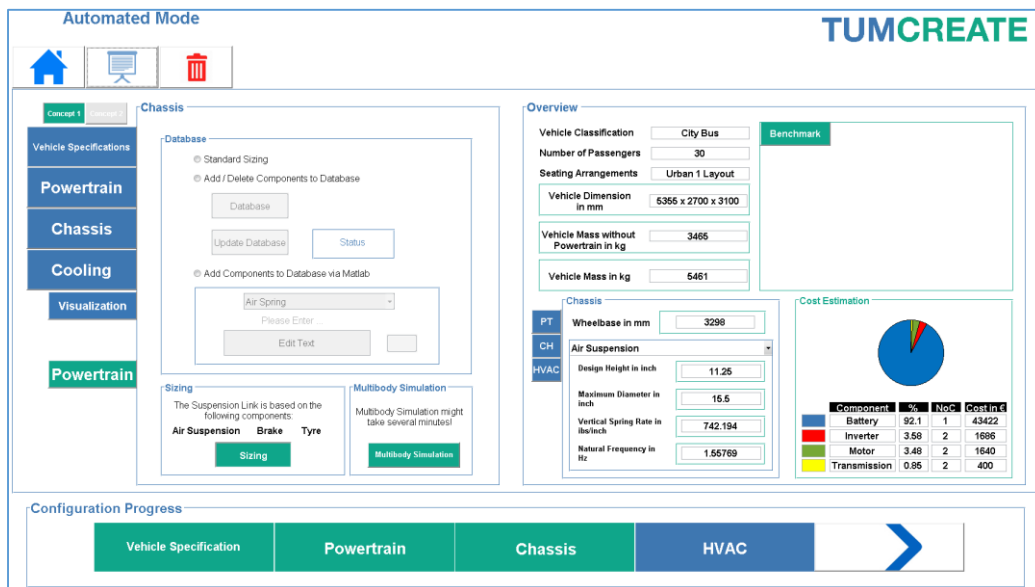 Automated Mode
TUMCREATE
Concept 1
Concept 2
Vehicle Specifications
Powertrain
Chassis
Cooling
Visualization
Powertrain
Chassis
Database
Standard Sizing
Add / Delete Components to Database
Database
Update Database
Status
Add Components to Database via Matlab
Air Spring
Please Enter ...
Edit Text
Sizing
The Suspension Link is based on the
following components:
Air Suspension Brake Tyre
Sizing
Multibody Simulation
Multibody Simulation might
take several minutes!
Multibody Simulation
Overview
Vehicle Classification City Bus
Number of Passengers 30
Seating Arrangements Urban 1 Layout
Vehicle Dimension
in mm
5355 x 2700 x 3100
Vehicle Mass without
Powertrain in kg
3465
Vehicle Mass in kg 5461
Benchmark
PT
CH
HVAC
Chassis
Wheelbase in mm 3298
Air Suspension
Design Height in inch 11.25
Maximum Diameter in
inch
15.5
Vertical Spring Rate in
ibs/inch
742.194
Natural Frequency in
Hz
1.55769
Cost Estimation
Component % NoC Cost in €
Battery 92.1 1 43422
Inverter 3.58 2 1686
Motor 3.48 2 1640
Transmission 0.85 2 400
Configuration Progress
Vehicle Specification
Powertrain
Chassis
HVAC